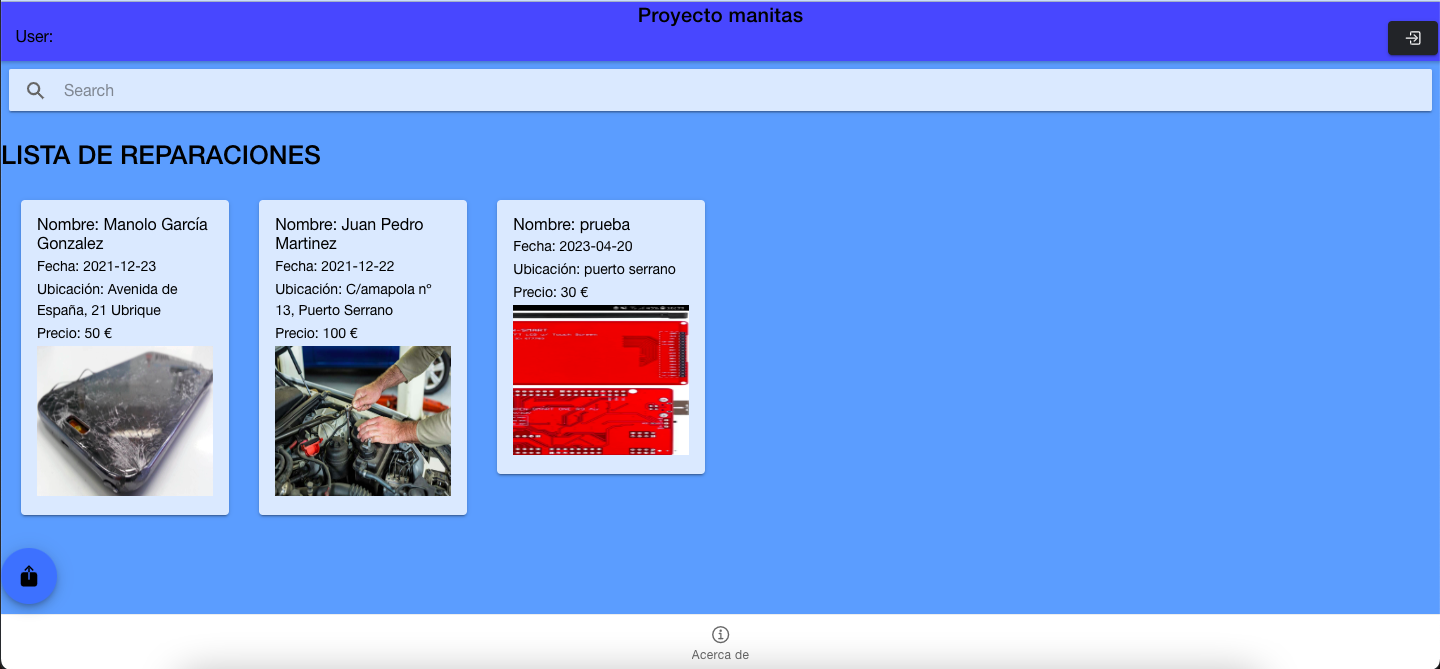 Proyecto manitas
User:
Search
LISTA DE REPARACIONES
Nombre: Manolo García
Gonzalez
Fecha: 2021-12-23
Ubicación: Avenida de
España, 21 Ubrique
Precio: 50 €
Nombre: Juan Pedro
Martinez
Fecha: 2021-12-22
Ubicación: C/amapola nº
13, Puerto Serrano
Precio: 100 €
Nombre: prueba
Fecha: 2023-04-20
Ubicación: puerto serrano
Precio: 30 €
Acerca de